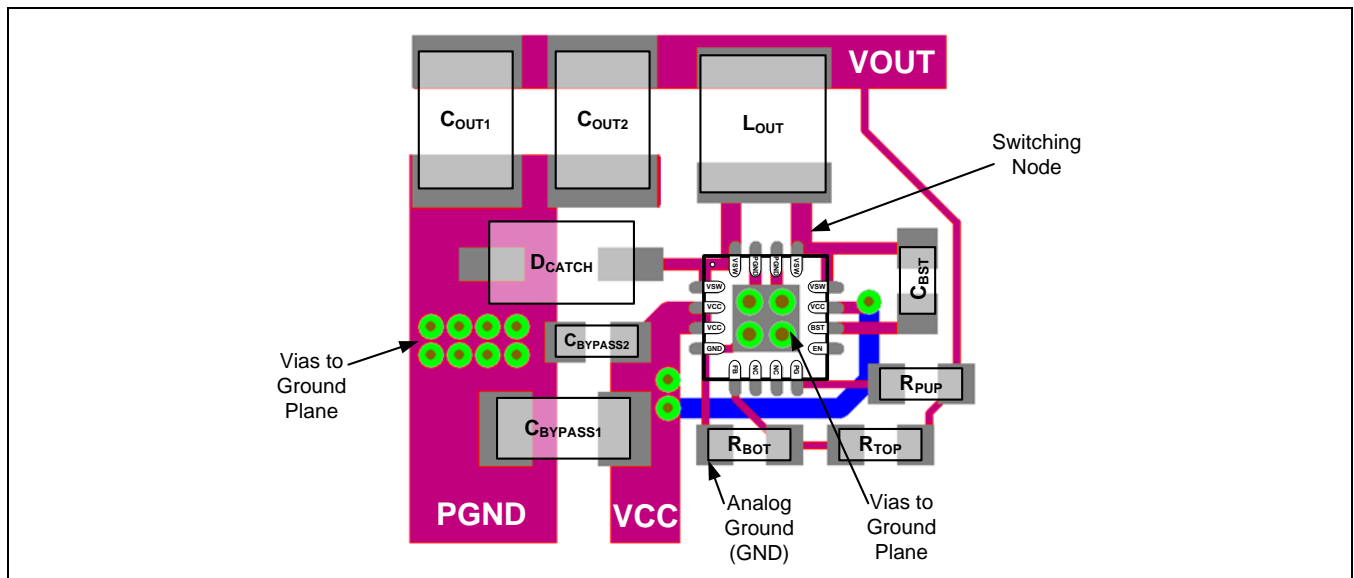 VOUT
COUT1
COUT2
LOUT
Switching
Node
DCATCH
CBST
VSW
PGND
PGND
VSW
VSW
VCC
VCC
GND
VSW
VCC
BST
EN
FB
NC
NC
PG
CBYPASS2
Vias to
Ground
Plane
RPUP
CBYPASS1
RBOT
RTOP
PGND
VCC
Analog
Ground
(GND)
Vias to
Ground
Plane